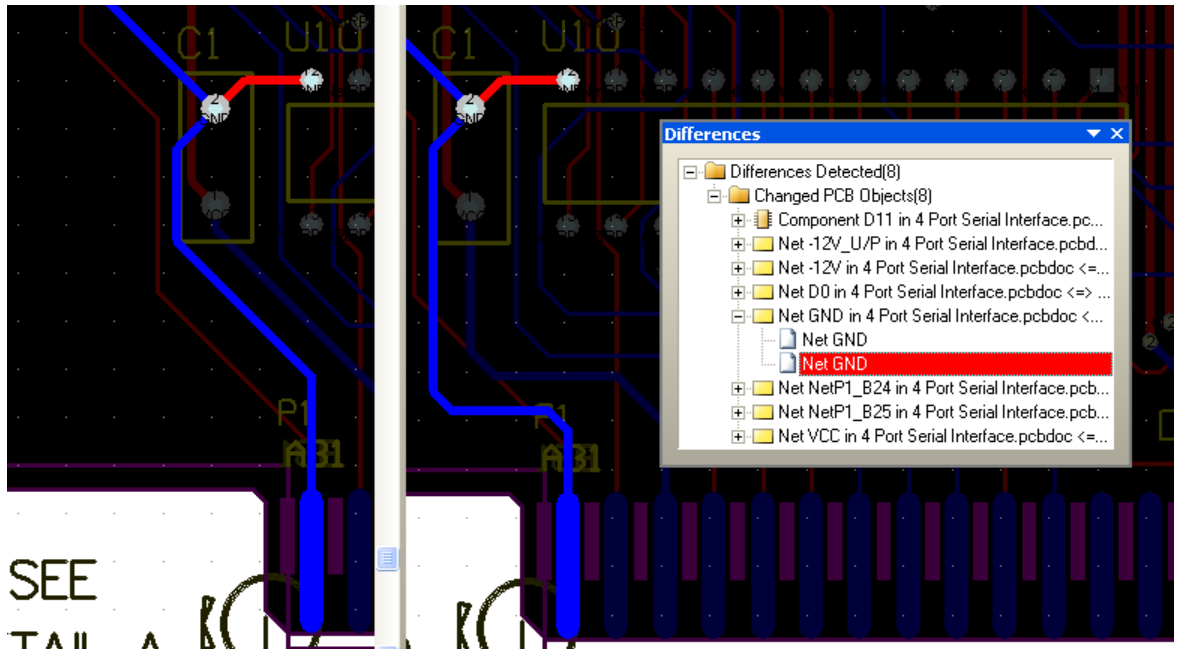 C1
U10
C1
U10
12
2
GND
12
2
GND
Differences
Differences Detected(8)
Changed PCB Objects(8)
Component D11 in 4 Port Serial Interface.pc...
Net -12V_U/P in 4 Port Serial Interface.pcbd...
Net -12V in 4 Port Serial Interface.pcbdoc <=...
Net D0 in 4 Port Serial Interface.pcbdoc <=> ...
Net GND in 4 Port Serial Interface.pcbdoc <...
Net GND
Net GND
Net NetP1_B24 in 4 Port Serial Interface.pcb...
Net NetP1_B25 in 4 Port Serial Interface.pcb...
Net VCC in 4 Port Serial Interface.pcbdoc <=...
P1
P1
SEE